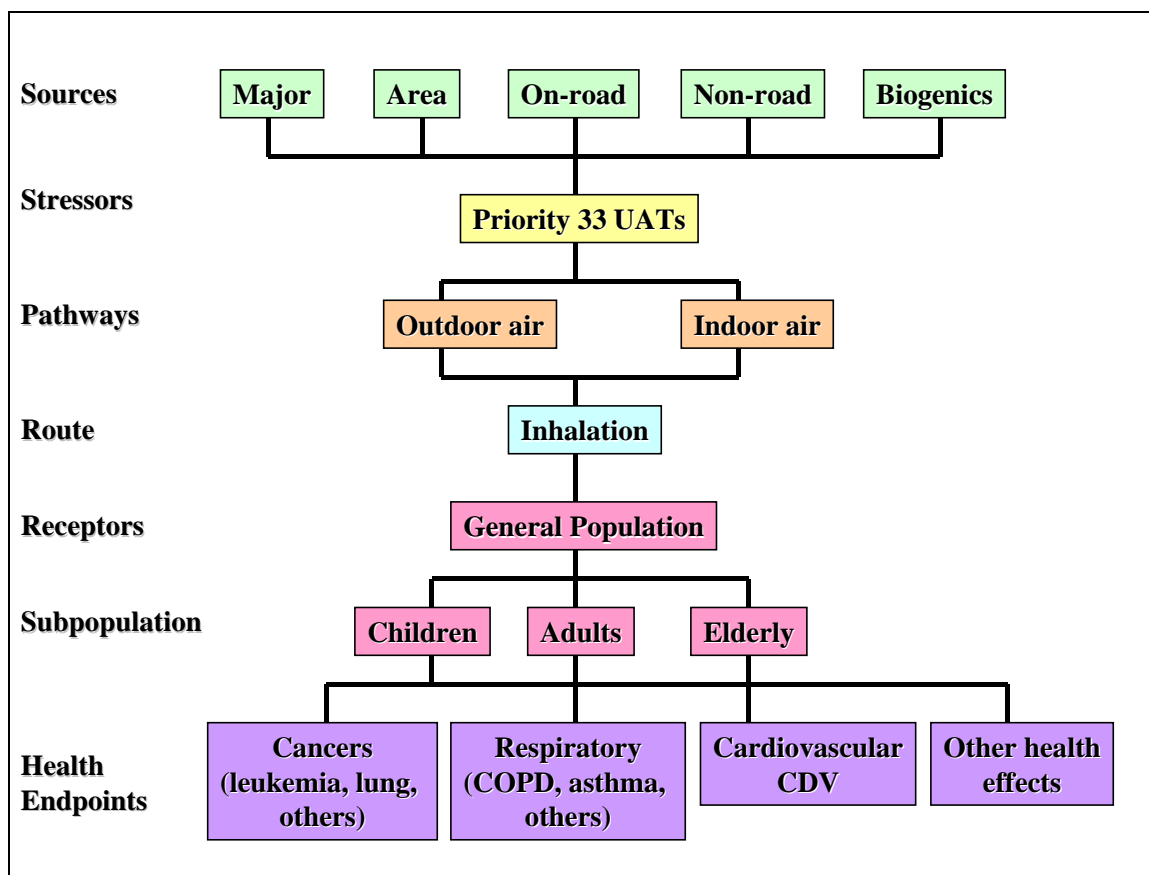 Sources
Major
Area
On-road
Non-road
Biogenics
Stressors
Priority 33 UATs
Pathways
Outdoor air
Indoor air
Route
Inhalation
Receptors
General Population
Subpopulation
Children
Adults
Elderly
Health
Endpoints
Cancers
(leukemia, lung,
others)
Respiratory
(COPD, asthma,
others)
Cardiovascular
CDV
Other health
effects